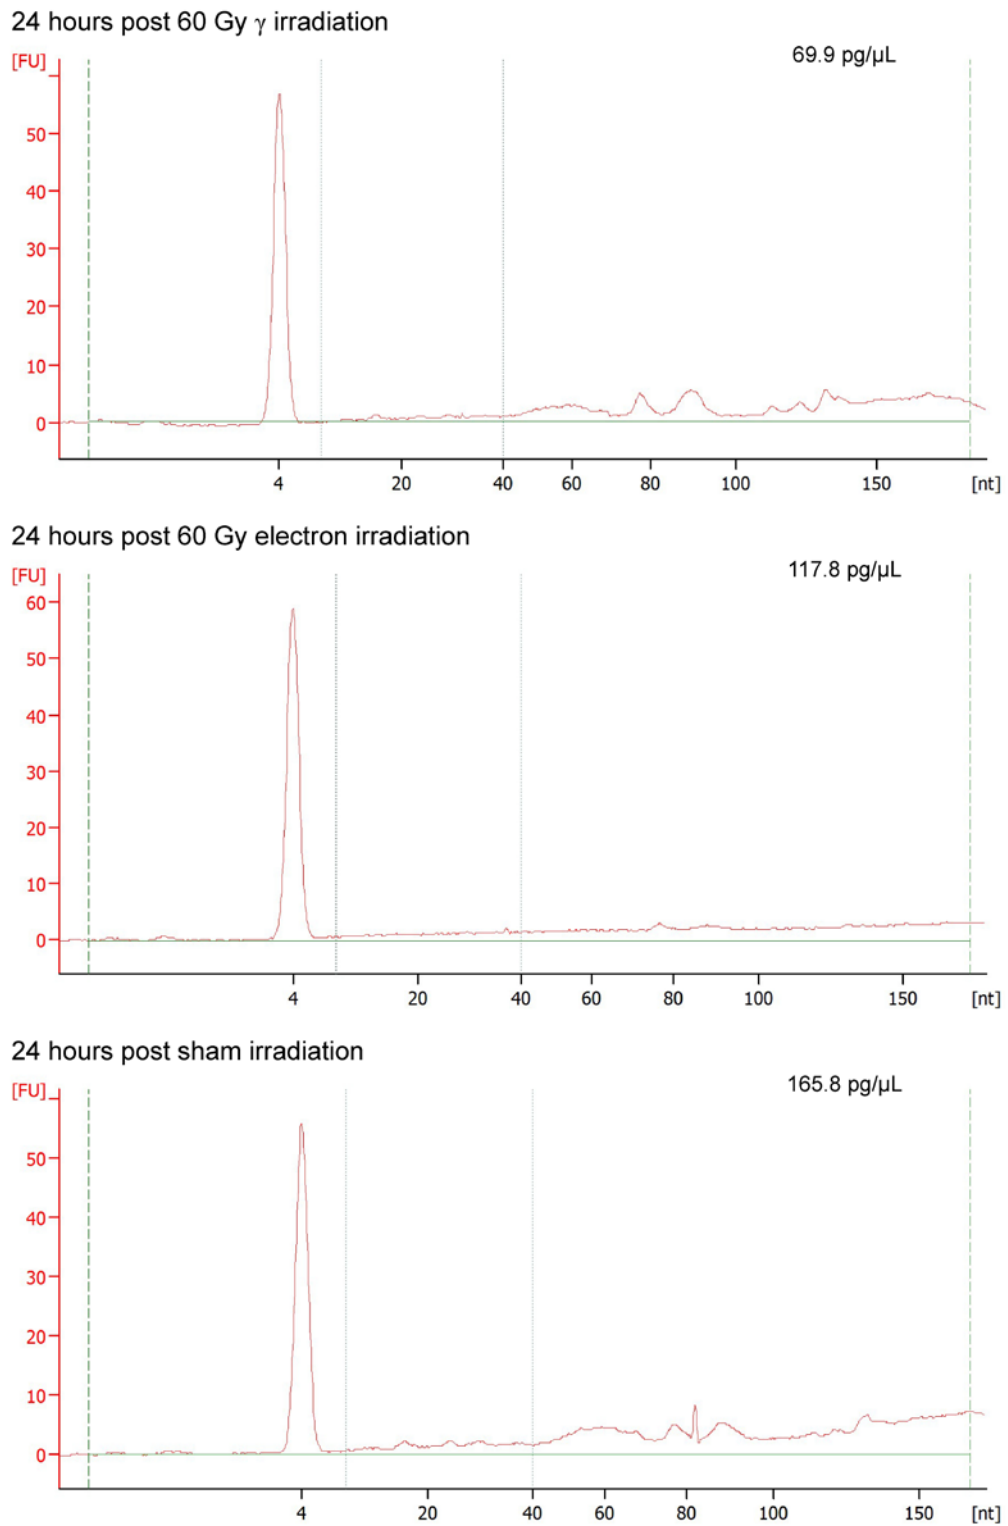 24 hours post 60 Gy γ irradiation
[FU]
69.9 pg/µL
50
40
30
20
10
0
4 20 40 60 80 100 150 [nt]
24 hours post 60 Gy electron irradiation
[FU]
117.8 pg/µL
60
50
40
30
20
10
0
4 20 40 60 80 100 150 [nt]
24 hours post sham irradiation
[FU]
165.8 pg/µL
50
40
30
20
10
0
4 20 40 60 80 100 150 [nt]